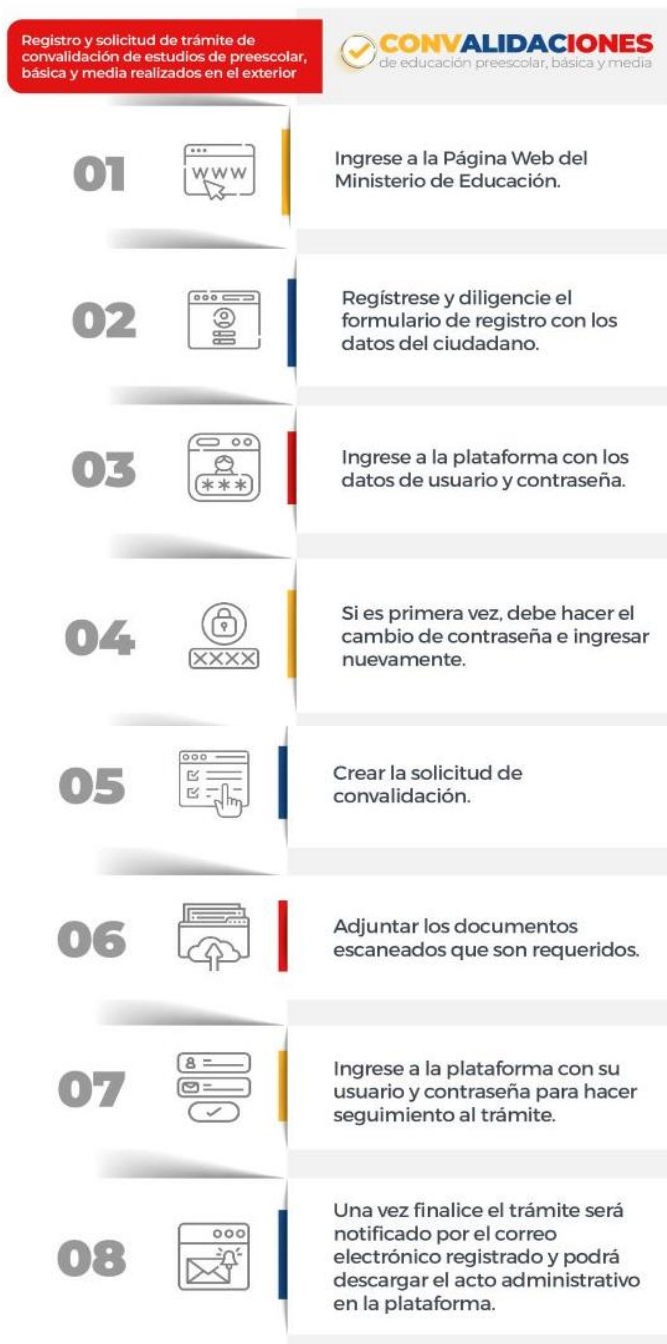 Registro y solicitud de trámite de
convalidación de estudios de preescolar,
básica y media realizados en el exterior
CONVALIDACIONES
de educación preescolar, básica y media
01
WWW
Ingrese a la Página Web del
Ministerio de Educación.
02
Regístrese y diligencie el
formulario de registro con los
datos del ciudadano.
03
***
Ingrese a la plataforma con los
datos de usuario y contraseña.
04
XXXX
Si es primera vez, debe hacer el
cambio de contraseña e ingresar
nuevamente.
05
Crear la solicitud de
convalidación.
06
Adjuntar los documentos
escaneados que son requeridos.
07
Ingrese a la plataforma con su
usuario y contraseña para hacer
seguimiento al trámite.
08
Una vez finalice el trámite será
notificado por el correo
electrónico registrado y podrá
descargar el acto administrativo
en la plataforma.